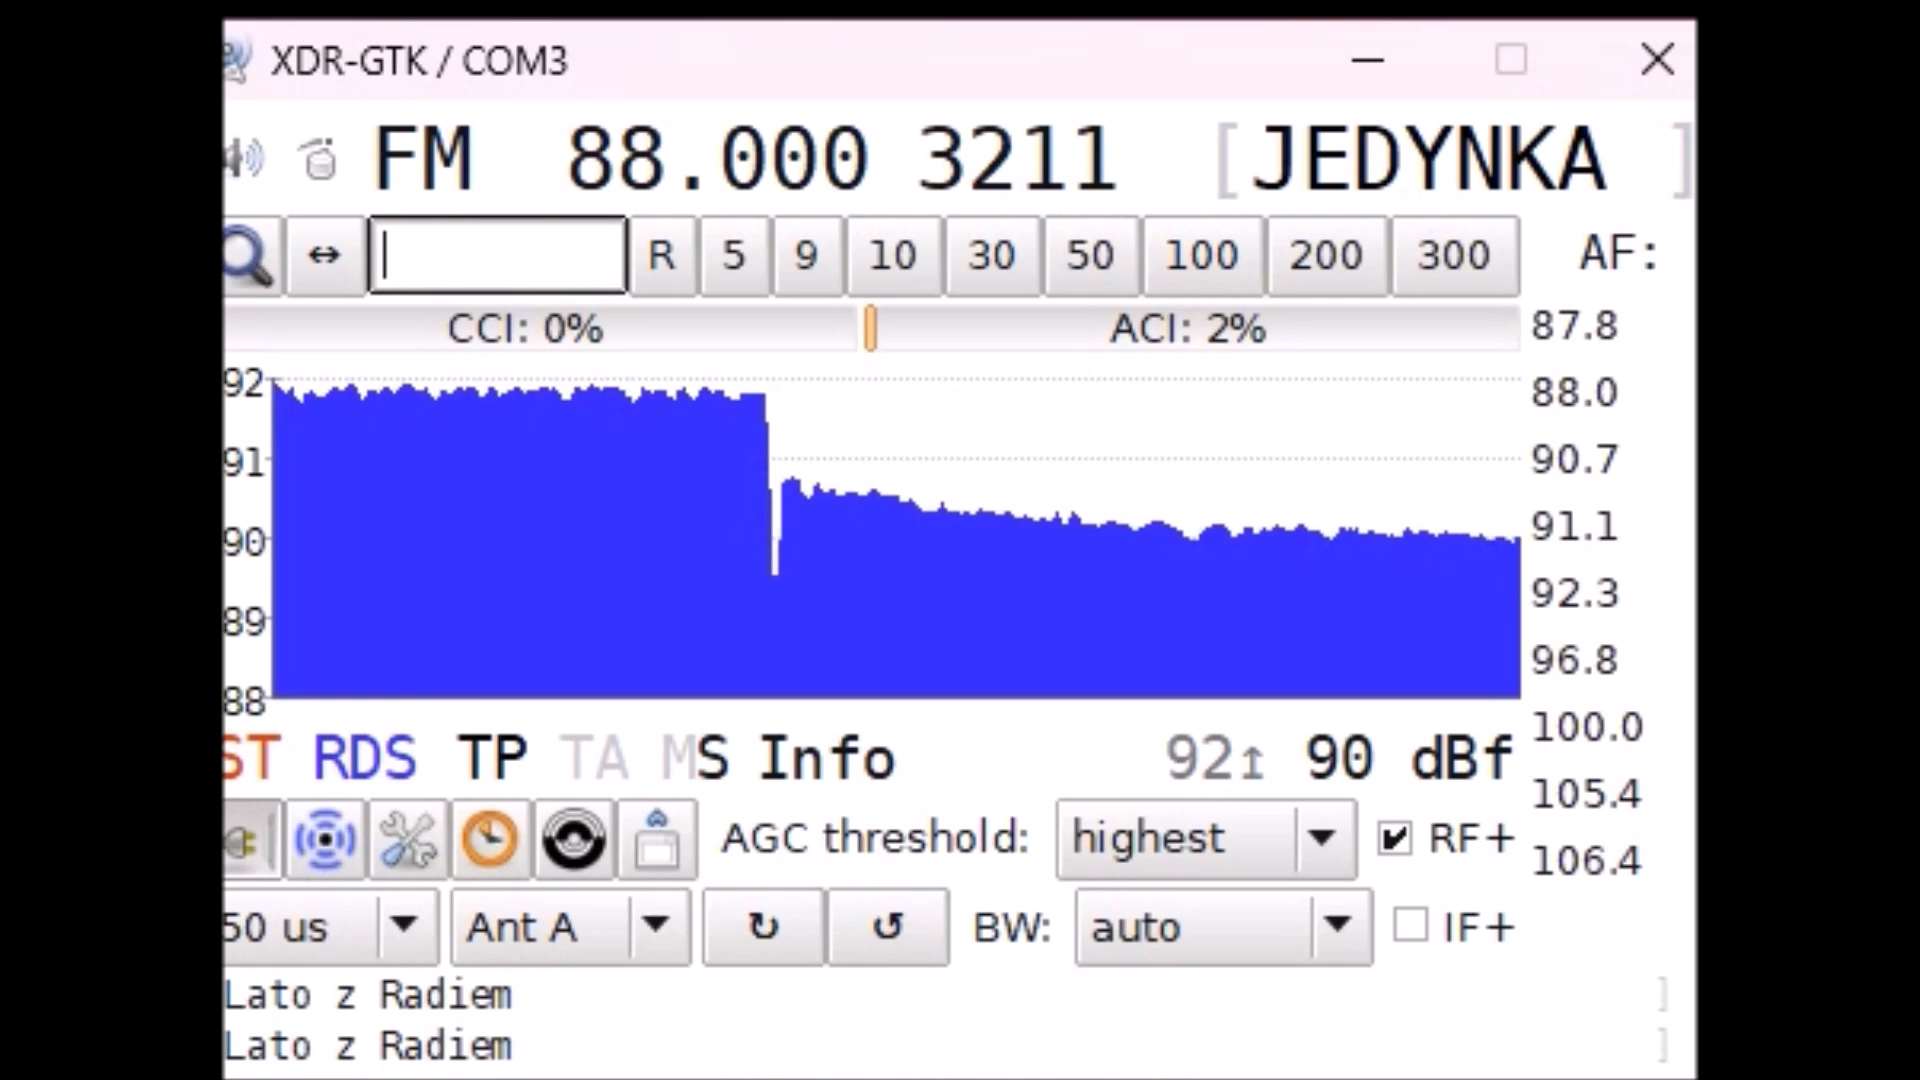 XDR-GTK / COM3
FM 88.000 3211 [JEDYNKA ]
R 5 9 10 30 50 100 200 300 AF:
CCI: 0% ACI: 2%
87.8
92
88.0
91
90.7
90
91.1
89
92.3
88
96.8
100.0
ST RDS TP TA MS Info 92↥ 90 dBf
105.4
AGC threshold: highest RF+
106.4
50 us Ant A ↻ ↺ BW: auto IF+
Lato z Radiem ]
Lato z Radiem ]